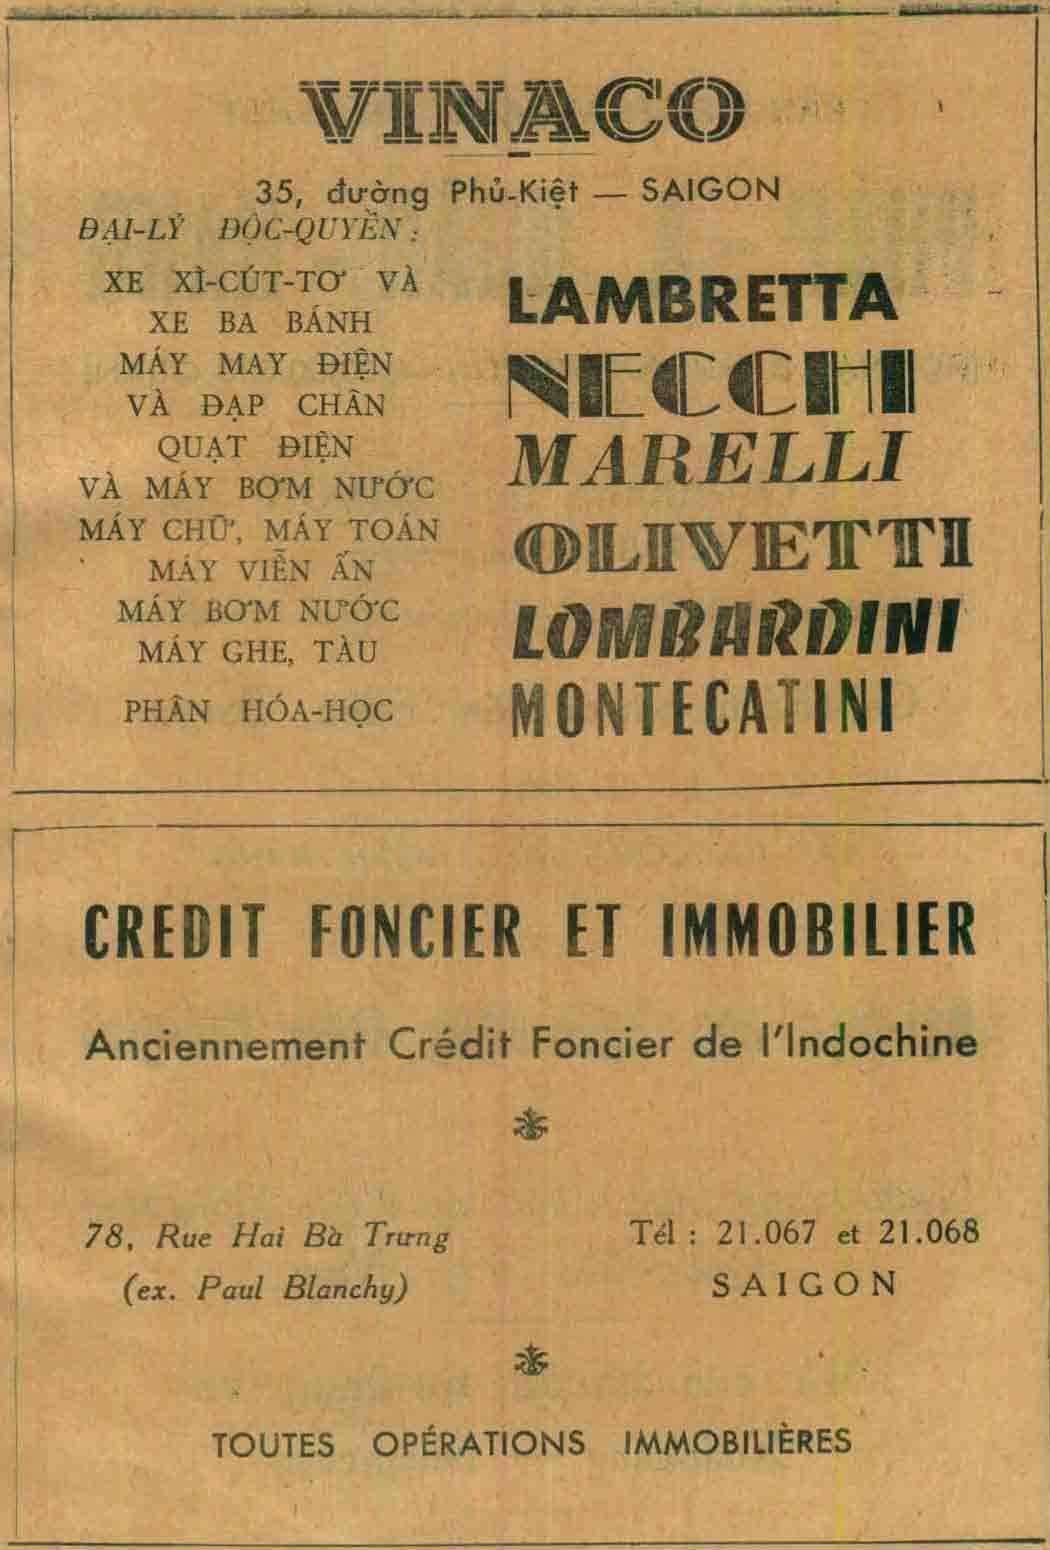 VINACO
35, đường Phủ-Kiệt — SAIGON
ĐẠI-LÝ ĐỘC-QUYỀN :
XE XÌ-CÚT-TƠ VÀ
XE BA BÁNH
LAMBRETTA
MÁY MAY ĐIỆN
VÀ ĐẠP CHÂN
NECCHI
QUẠT ĐIỆN
VÀ MÁY BƠM NƯỚC
MARELLI
MÁY CHỮ, MÁY TOÁN
MÁY VIỄN ẤN
OLIVETTI
MÁY BƠM NƯỚC
MÁY GHE, TÀU
LOMBARDINI
PHÂN HÓA-HỌC
MONTECATINI
CREDIT FONCIER ET IMMOBILIER
Anciennement Crédit Foncier de l'Indochine
78, Rue Hai Bà Trưng
(ex. Paul Blanchy)
Tél : 21.067 et 21.068
SAIGON
TOUTES OPÉRATIONS IMMOBILIÈRES